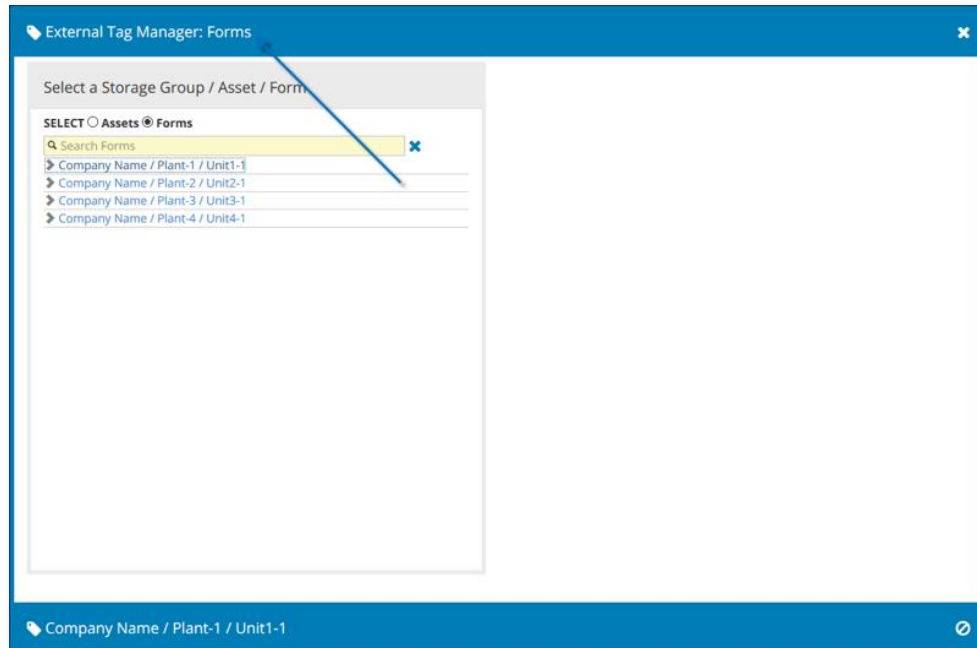 External Tag Manager: Forms
Select a Storage Group / Asset / Form
SELECT Assets Forms
Search Forms
Company Name / Plant-1 / Unit1-1
Company Name / Plant-2 / Unit2-1
Company Name / Plant-3 / Unit3-1
Company Name / Plant-4 / Unit4-1
Company Name / Plant-1 / Unit1-1